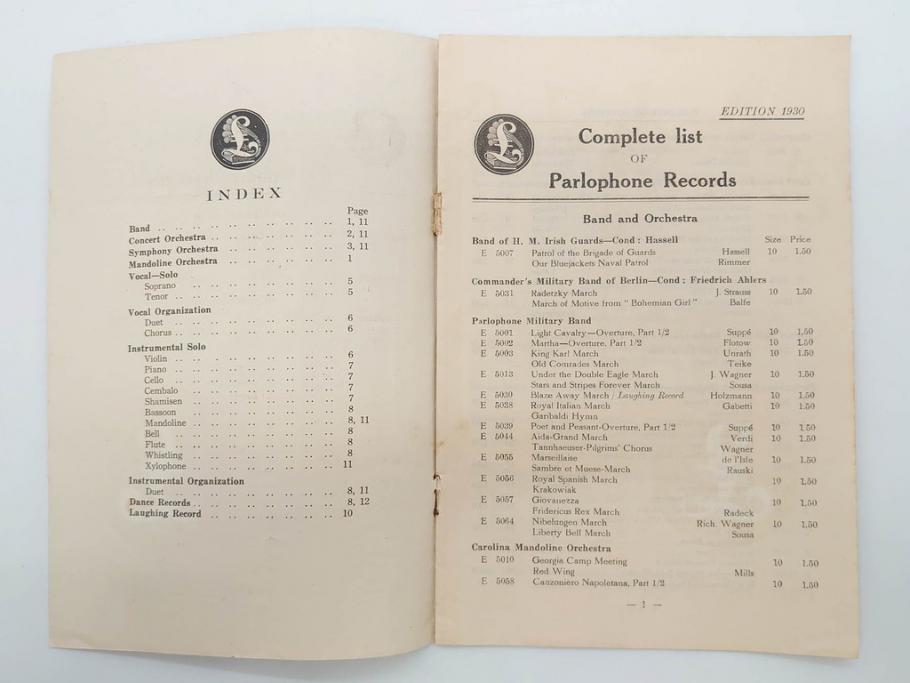 INDEX
Page
Band .. .. .. .. .. .. .. .. .. .. 1, 11
Concert Orchestra .. .. .. .. .. .. .. 2, 11
Symphony Orchestra .. .. .. .. .. .. 3, 11
Mandoline Orchestra .. .. .. .. .. .. 1
Vocal—Solo
Soprano .. .. .. .. .. .. .. .. 5
Tenor .. .. .. .. .. .. .. .. .. 5
Vocal Organization
Duet .. .. .. .. .. .. .. .. .. 6
Chorus .. .. .. .. .. .. .. .. .. 6
Instrumental Solo
Violin .. .. .. .. .. .. .. .. .. 6
Piano .. .. .. .. .. .. .. .. .. 7
Cello .. .. .. .. .. .. .. .. .. 7
Cembalo .. .. .. .. .. .. .. .. 7
Shamisen .. .. .. .. .. .. .. .. 7
Bassoon .. .. .. .. .. .. .. .. 8
Mandoline .. .. .. .. .. .. .. .. 8, 11
Bell .. .. .. .. .. .. .. .. .. 8
Flute .. .. .. .. .. .. .. .. .. 8
Whistling .. .. .. .. .. .. .. .. 8
Xylophone .. .. .. .. .. .. .. .. 11
Instrumental Organization
Duet .. .. .. .. .. .. .. .. .. 8, 11
Dance Records .. .. .. .. .. .. .. .. 8, 12
Laughing Record .. .. .. .. .. .. .. 10
EDITION 1930
£
£
Complete list
OF
Parlophone Records
Band and Orchestra
Band of H. M. Irish Guards—Cond : Hassell Size Price
E 5007 Patrol of the Brigade of Guards Hassell 10 1.50
Our Bluejackets Naval Patrol Rimmer
Commander's Military Band of Berlin—Cond : Friedrich Ahlers
E 5031 Radetzky March J. Strauss 10 1.50
March of Motive from " Bohemian Girl " Balfe
Parlophone Military Band
E 5001 Light Cavalry—Overture, Part 1/2 Suppé 10 1.50
E 5002 Martha—Overture, Part 1/2 Flotow 10 1.50
E 5003 King Karl March Unrath 10 1.50
Old Comrades March Teike
E 5013 Under the Double Eagle March J. Wagner 10 1.50
Stars and Stripes Forever March Sousa
E 5020 Blaze Away March / Laughing Record Holzmann 10 1.50
E 5028 Royal Italian March Gabetti 10 1.50
Garibaldi Hymn
E 5039 Poet and Peasant-Overture, Part 1/2 Suppé 10 1.50
E 5044 Aida-Grand March Verdi 10 1.50
Tannhaeuser-Pilgrims' Chorus Wagner
E 5055 Marseillaise de l'Isle 10 1.50
Sambre et Muese-March Rauski
E 5056 Royal Spanish March 10 1.50
Krakowiak
E 5057 Giovanezza 10 1.50
Fridericus Rex March Radeck
E 5064 Nibelungen March Rich. Wagner 10 1.50
Liberty Bell March Sousa
Carolina Mandoline Orchestra
E 5010 Georgia Camp Meeting 10 1.50
Red Wing Mills
E 5058 Canzoniero Napoletana, Part 1/2 10 1.50
— 1 —